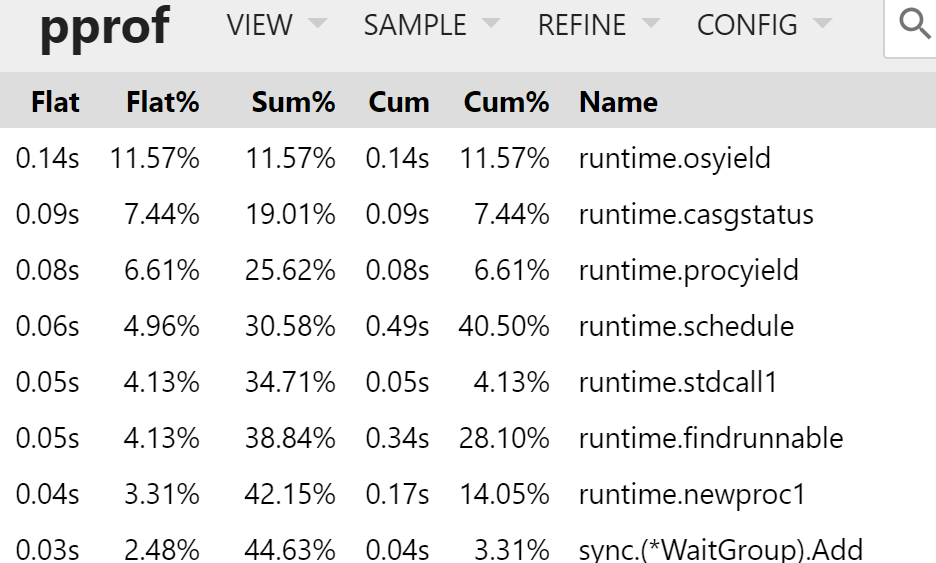 pprof VIEW SAMPLE REFINE CONFIG
Flat Flat% Sum% Cum Cum% Name
0.14s 11.57% 11.57% 0.14s 11.57% runtime.osyield
0.09s 7.44% 19.01% 0.09s 7.44% runtime.casgstatus
0.08s 6.61% 25.62% 0.08s 6.61% runtime.procyield
0.06s 4.96% 30.58% 0.49s 40.50% runtime.schedule
0.05s 4.13% 34.71% 0.05s 4.13% runtime.stdcall1
0.05s 4.13% 38.84% 0.34s 28.10% runtime.findrunnable
0.04s 3.31% 42.15% 0.17s 14.05% runtime.newproc1
0.03s 2.48% 44.63% 0.04s 3.31% sync.(*WaitGroup).Add